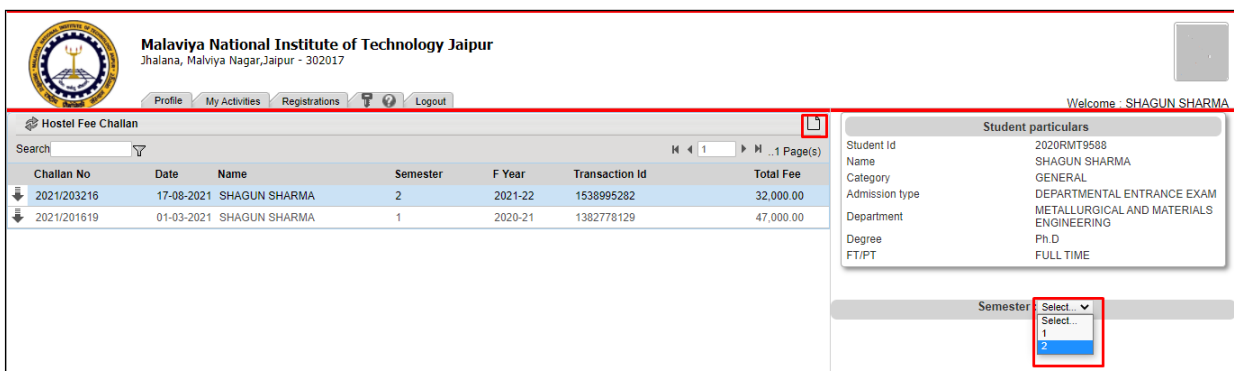 Malaviya National Institute of Technology Jaipur
Jhalana, Malviya Nagar,Jaipur - 302017
Profile My Activities Registrations Logout
Welcome : SHAGUN SHARMA
Hostel Fee Challan
Search 1 ..1 Page(s)
Challan No Date Name Semester F Year Transaction Id Total Fee
2021/203216 17-08-2021 SHAGUN SHARMA 2 2021-22 1538995282 32,000.00
2021/201619 01-03-2021 SHAGUN SHARMA 1 2020-21 1382778129 47,000.00
Student particulars
Student Id 2020RMT9588
Name SHAGUN SHARMA
Category GENERAL
Admission type DEPARTMENTAL ENTRANCE EXAM
Department METALLURGICAL AND MATERIALS
ENGINEERING
Degree Ph.D
FT/PT FULL TIME
Semester : Select...
Select...
1
2